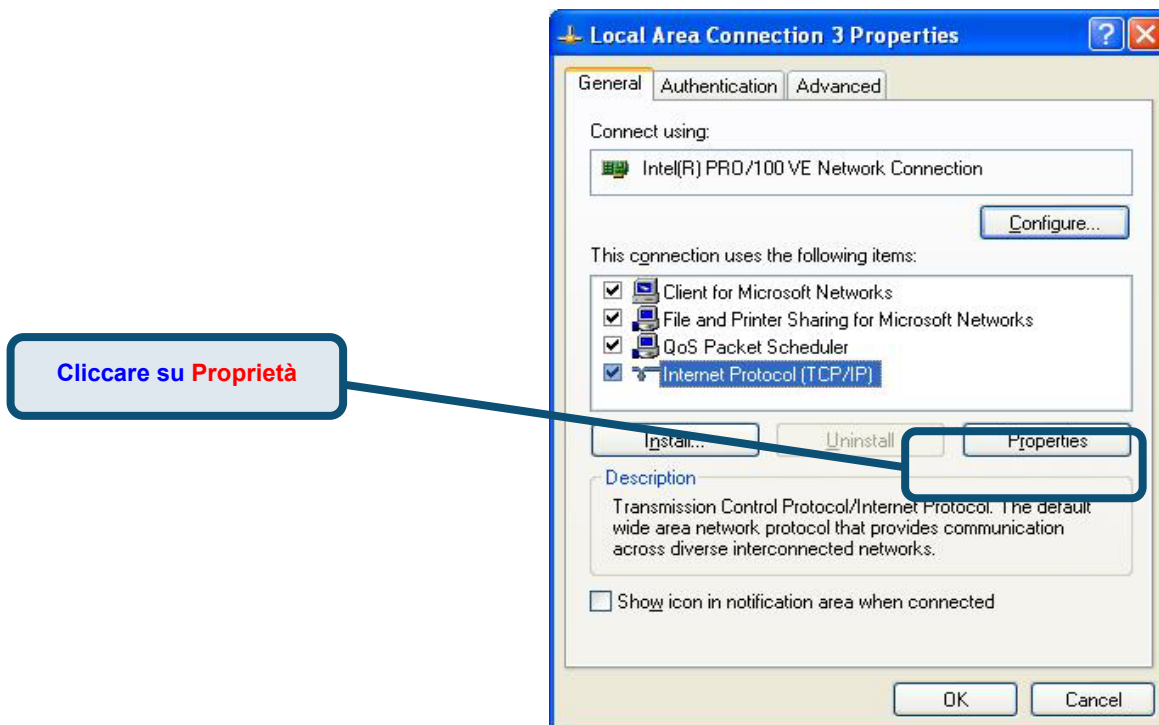 Local Area Connection 3 Properties
General Authentication Advanced
Connect using:
Intel(R) PRO/100 VE Network Connection
Configure...
This connection uses the following items:
Client for Microsoft Networks
File and Printer Sharing for Microsoft Networks
QoS Packet Scheduler
Internet Protocol (TCP/IP)
Cliccare su Proprietà
Install... Uninstall Properties
Description
Transmission Control Protocol/Internet Protocol. The default
wide area network protocol that provides communication
across diverse interconnected networks.
Show icon in notification area when connected
OK Cancel